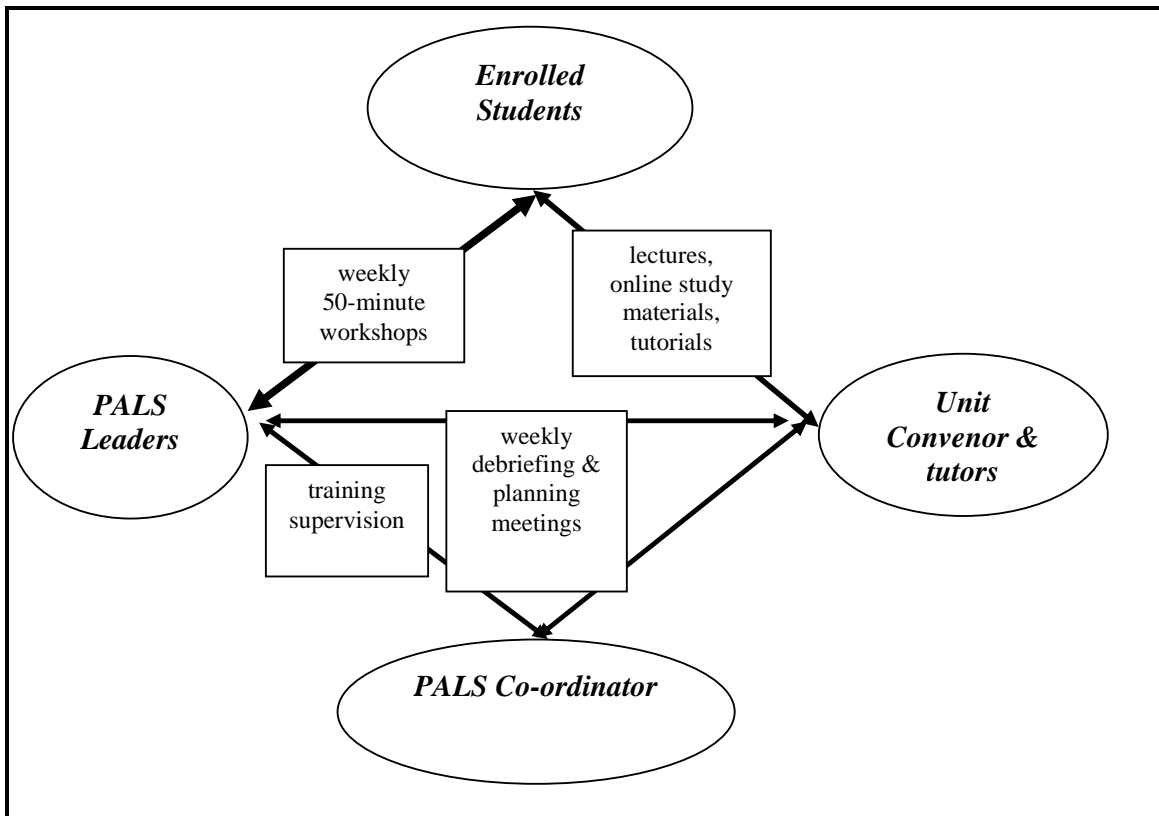 Enrolled
Students
weekly
50-minute
workshops
lectures,
online study
materials,
tutorials
PALS
Leaders
Unit
Convenor &
tutors
weekly
debriefing &
planning
meetings
training
supervision
PALS Co-ordinator